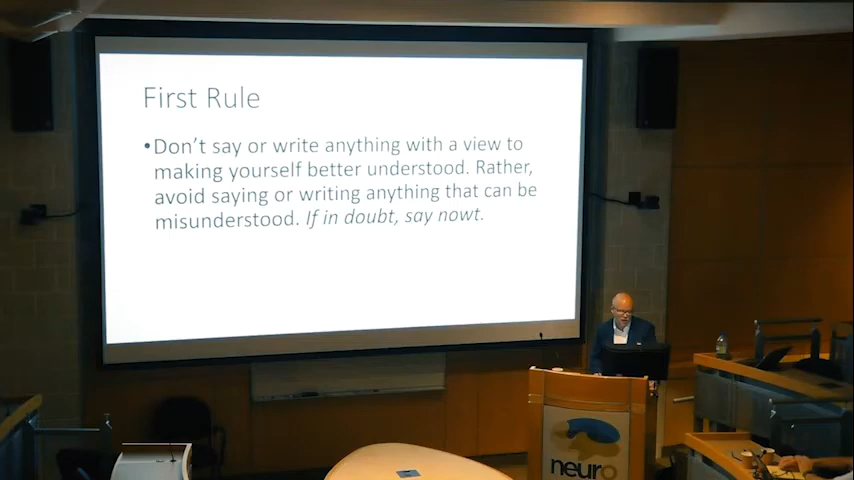 First Rule
•Don't say or write anything with a view to
making yourself better understood. Rather,
avoid saying or writing anything that can be
misunderstood. If in doubt, say nowt.
neuro